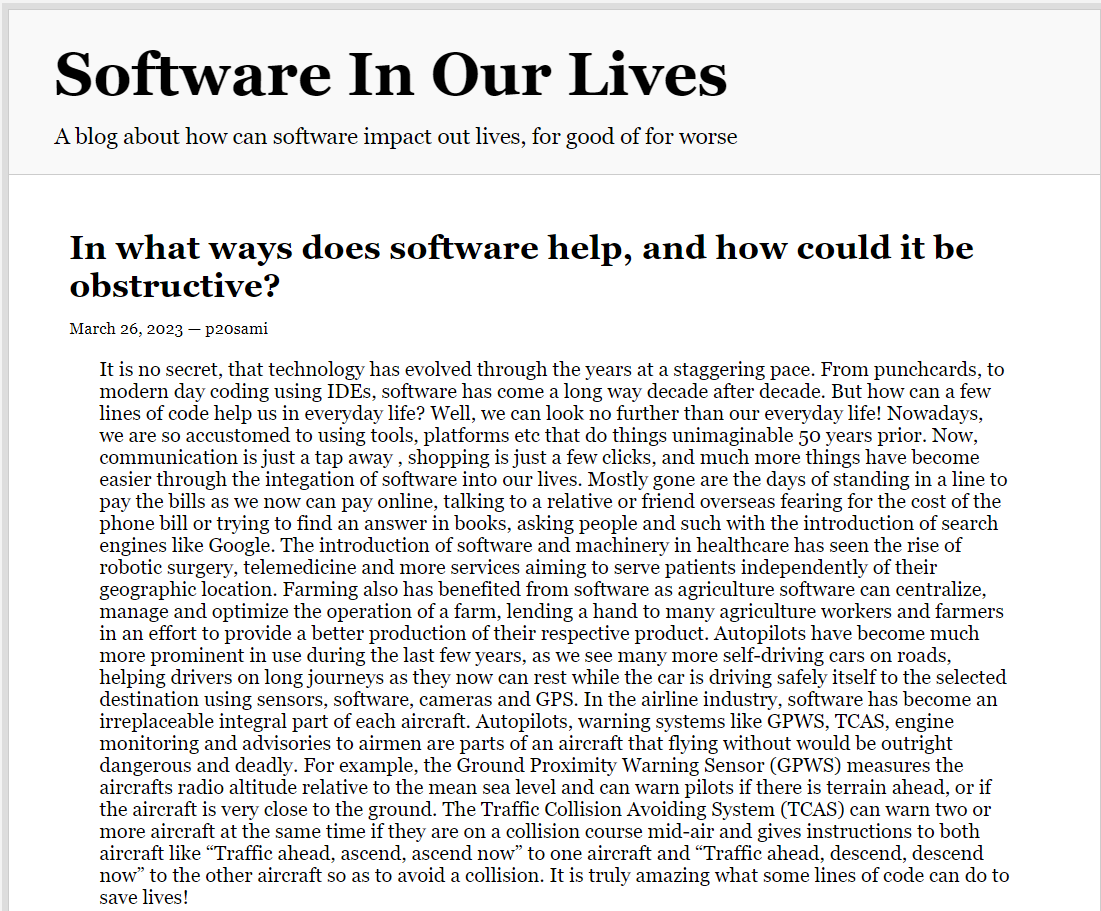 Software In Our Lives
A blog about how can software impact out lives, for good of for worse
In what ways does software help, and how could it be
obstructive?
March 26, 2023 — p20sami
It is no secret, that technology has evolved through the years at a staggering pace. From punchcards, to
modern day coding using IDEs, software has come a long way decade after decade. But how can a few
lines of code help us in everyday life? Well, we can look no further than our everyday life! Nowadays,
we are so accustomed to using tools, platforms etc that do things unimaginable 50 years prior. Now,
communication is just a tap away , shopping is just a few clicks, and much more things have become
easier through the integation of software into our lives. Mostly gone are the days of standing in a line to
pay the bills as we now can pay online, talking to a relative or friend overseas fearing for the cost of the
phone bill or trying to find an answer in books, asking people and such with the introduction of search
engines like Google. The introduction of software and machinery in healthcare has seen the rise of
robotic surgery, telemedicine and more services aiming to serve patients independently of their
geographic location. Farming also has benefited from software as agriculture software can centralize,
manage and optimize the operation of a farm, lending a hand to many agriculture workers and farmers
in an effort to provide a better production of their respective product. Autopilots have become much
more prominent in use during the last few years, as we see many more self-driving cars on roads,
helping drivers on long journeys as they now can rest while the car is driving safely itself to the selected
destination using sensors, software, cameras and GPS. In the airline industry, software has become an
irreplaceable integral part of each aircraft. Autopilots, warning systems like GPWS, TCAS, engine
monitoring and advisories to airmen are parts of an aircraft that flying without would be outright
dangerous and deadly. For example, the Ground Proximity Warning Sensor (GPWS) measures the
aircrafts radio altitude relative to the mean sea level and can warn pilots if there is terrain ahead, or if
the aircraft is very close to the ground. The Traffic Collision Avoiding System (TCAS) can warn two or
more aircraft at the same time if they are on a collision course mid-air and gives instructions to both
aircraft like “Traffic ahead, ascend, ascend now” to one aircraft and “Traffic ahead, descend, descend
now” to the other aircraft so as to avoid a collision. It is truly amazing what some lines of code can do to
save lives!